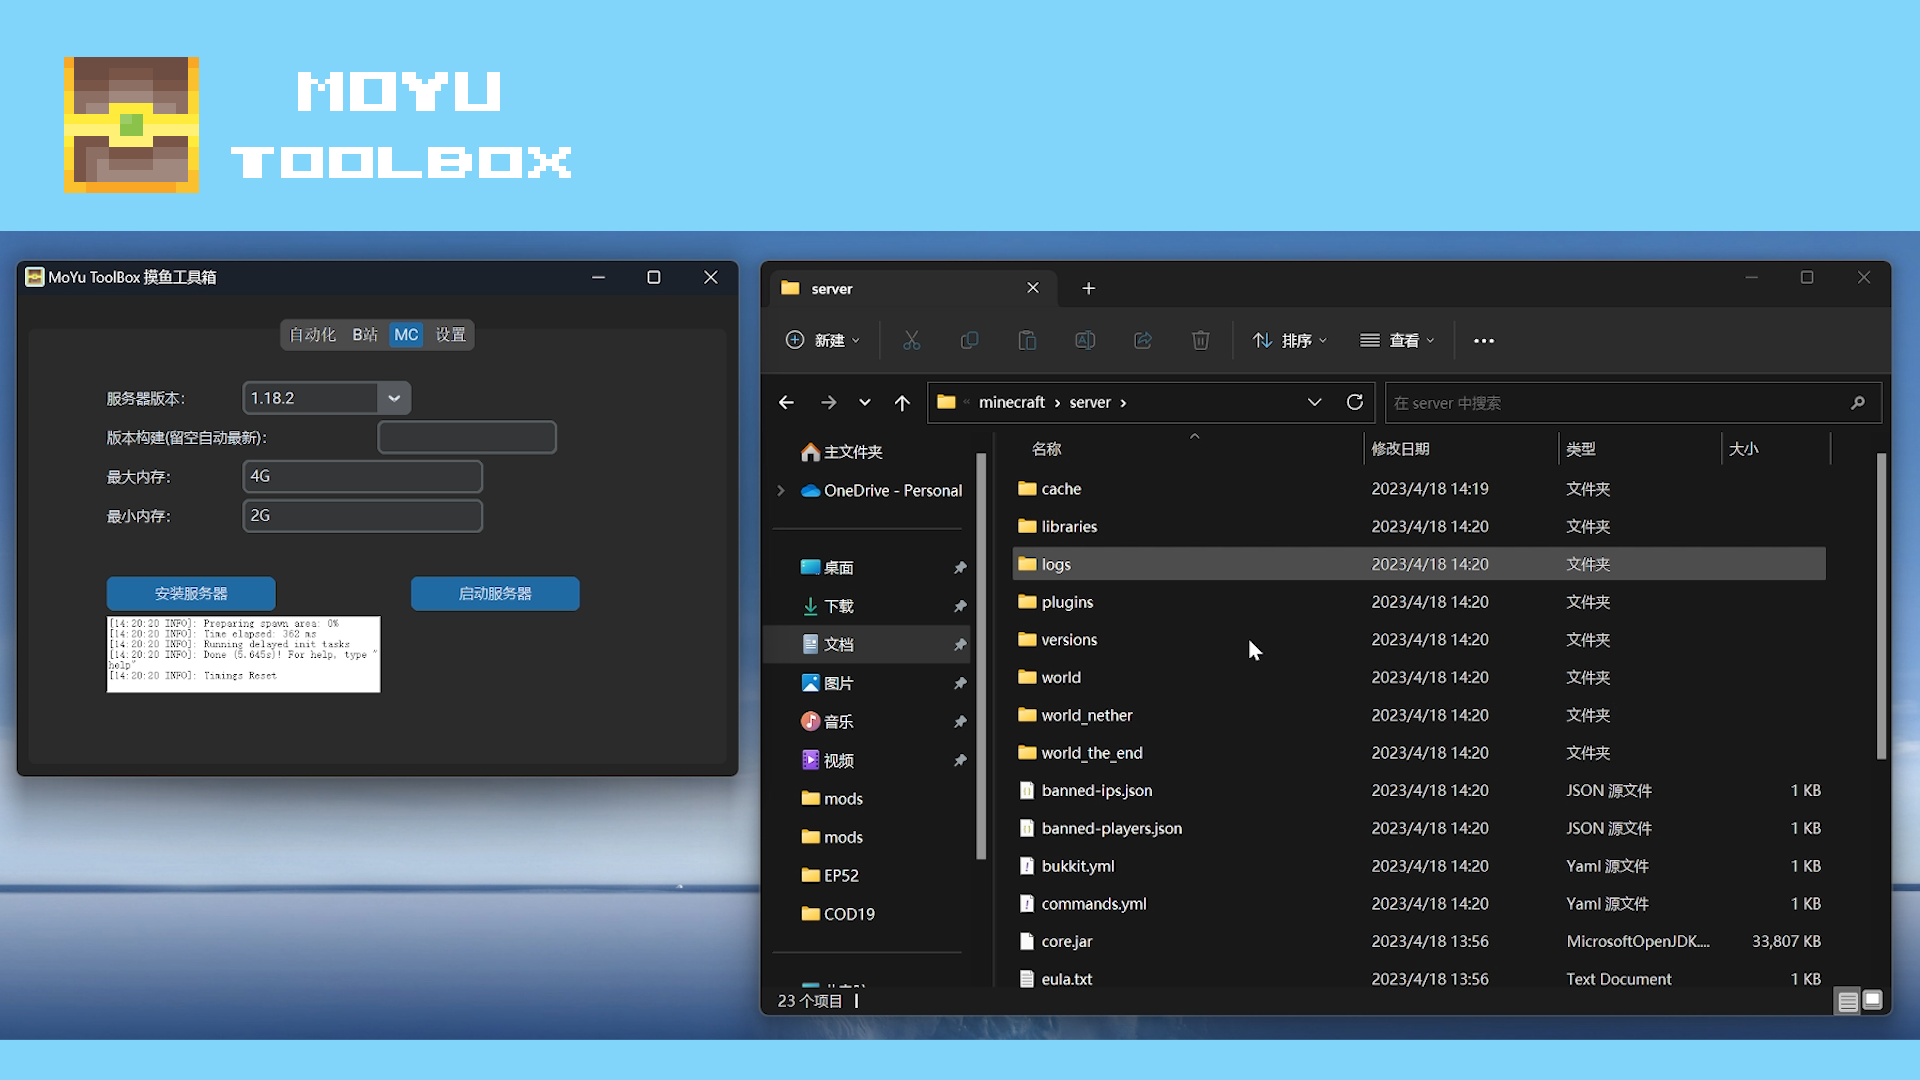 MOYU
TOOLBOX
MoYu ToolBox 摸鱼工具箱
自动化 B站 MC 设置
服务器版本: 1.18.2
版本构建(留空自动最新):
最大内存: 4G
最小内存: 2G
安装服务器 启动服务器
[14:20:20 INFO]: Preparing spawn area: 0%
[14:20:20 INFO]: Time elapsed: 362 ms
[14:20:20 INFO]: Running delayed init tasks
[14:20:20 INFO]: Done (5.645s)! For help, type "
help"
[14:20:20 INFO]: Timings Reset
server
新建 排序 查看
minecraft › server ›
在 server 中搜索
主文件夹
OneDrive - Personal
桌面
下载
文档
图片
音乐
视频
mods
mods
EP52
COD19
名称 修改日期 类型 大小
cache 2023/4/18 14:19 文件夹
libraries 2023/4/18 14:20 文件夹
logs 2023/4/18 14:20 文件夹
plugins 2023/4/18 14:20 文件夹
versions 2023/4/18 14:20 文件夹
world 2023/4/18 14:20 文件夹
world_nether 2023/4/18 14:20 文件夹
world_the_end 2023/4/18 14:20 文件夹
banned-ips.json 2023/4/18 14:20 JSON 源文件 1 KB
banned-players.json 2023/4/18 14:20 JSON 源文件 1 KB
bukkit.yml 2023/4/18 14:20 Yaml 源文件 1 KB
commands.yml 2023/4/18 14:20 Yaml 源文件 1 KB
core.jar 2023/4/18 13:56 MicrosoftOpenJDK.... 33,807 KB
eula.txt 2023/4/18 13:56 Text Document 1 KB
23 个项目